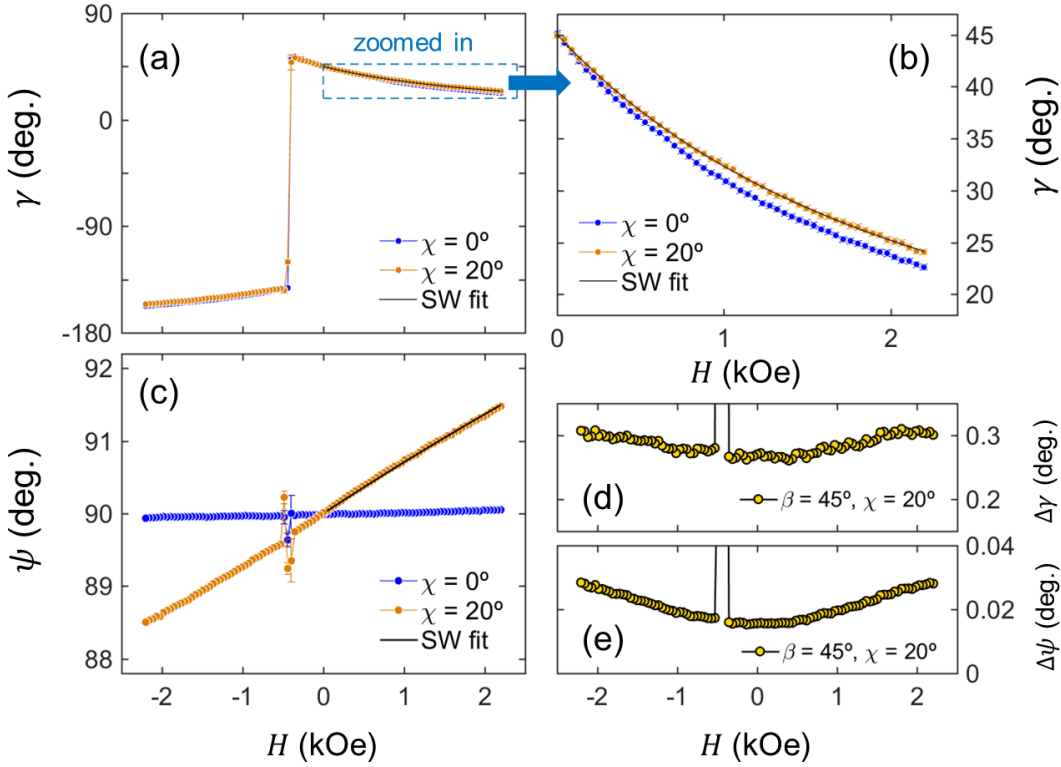 90
0
-90
-180
γ (deg.)
(a)
zoomed in
χ = 0º
χ = 20º
SW fit
(b)
45
40
35
30
25
20
γ (deg.)
χ = 0º
χ = 20º
SW fit
0
1
2
H (kOe)
92
91
90
89
88
ψ (deg.)
(c)
χ = 0º
χ = 20º
SW fit
-2
-1
0
1
2
H (kOe)
(d)
β = 45º, χ = 20º
0.3
0.2
Δγ (deg.)
(e)
β = 45º, χ = 20º
0.04
0.02
0
Δψ (deg.)
-2
-1
0
1
2
H (kOe)